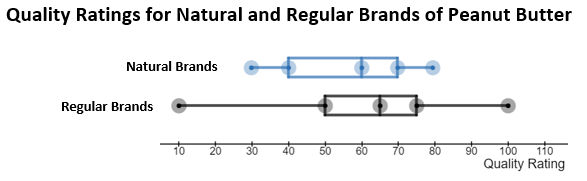 Quality Ratings for Natural and Regular Brands of Peanut Butter
Natural Brands
Regular Brands
10 20 30 40 50 60 70 80 90 100 110
Quality Rating